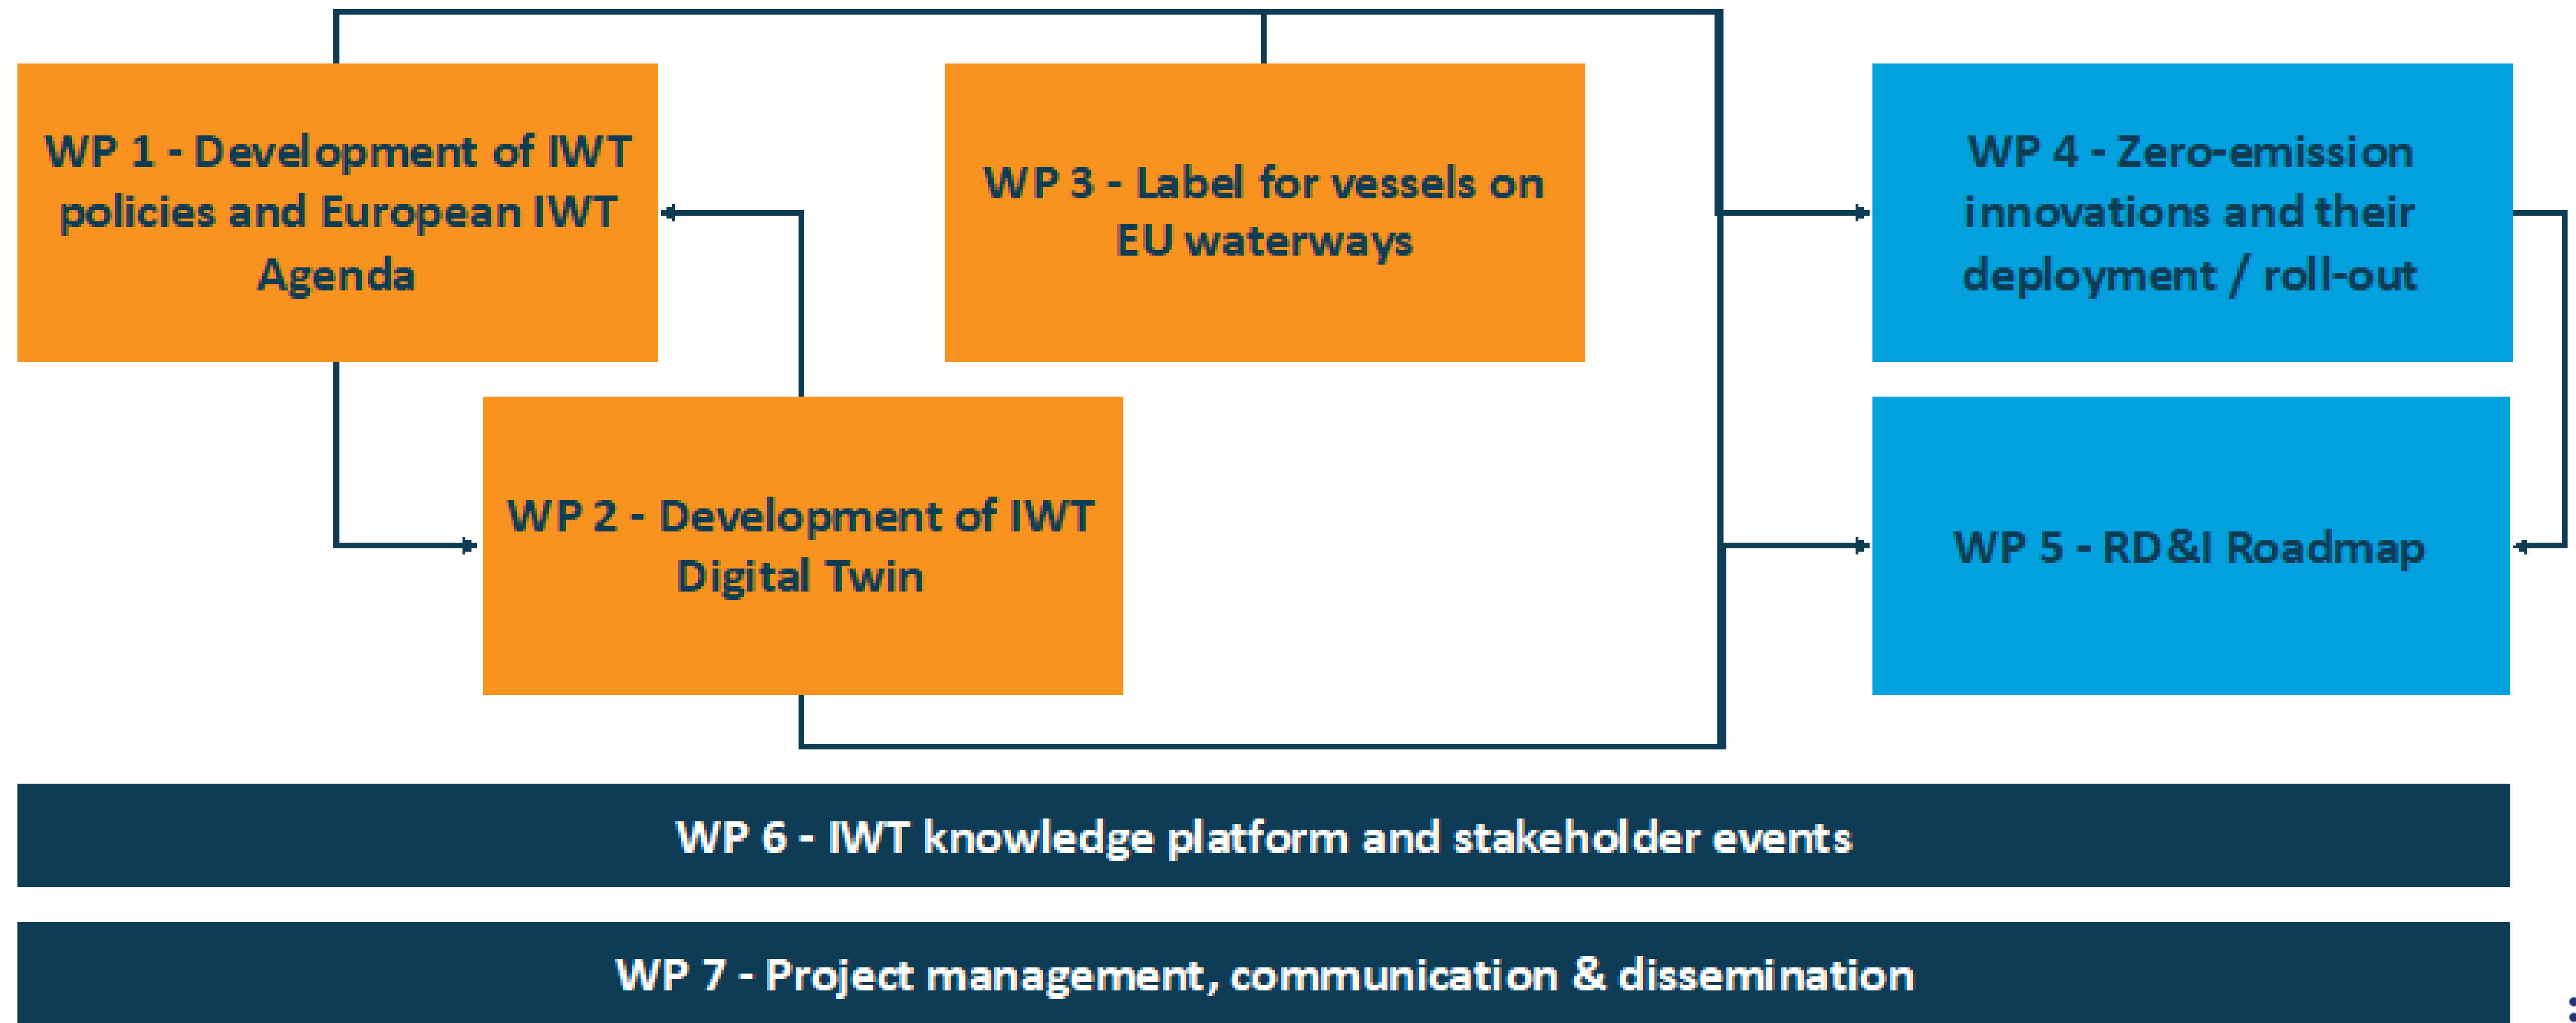 WP 1 - Development of IWT
policies and European IWT
Agenda
WP 3 - Label for vessels on
EU waterways
WP 4 - Zero-emission
innovations and their
deployment / roll-out
WP 2 - Development of IWT
Digital Twin
WP 5 - RD&I Roadmap
WP 6 - IWT knowledge platform and stakeholder events
WP 7 - Project management, communication & dissemination